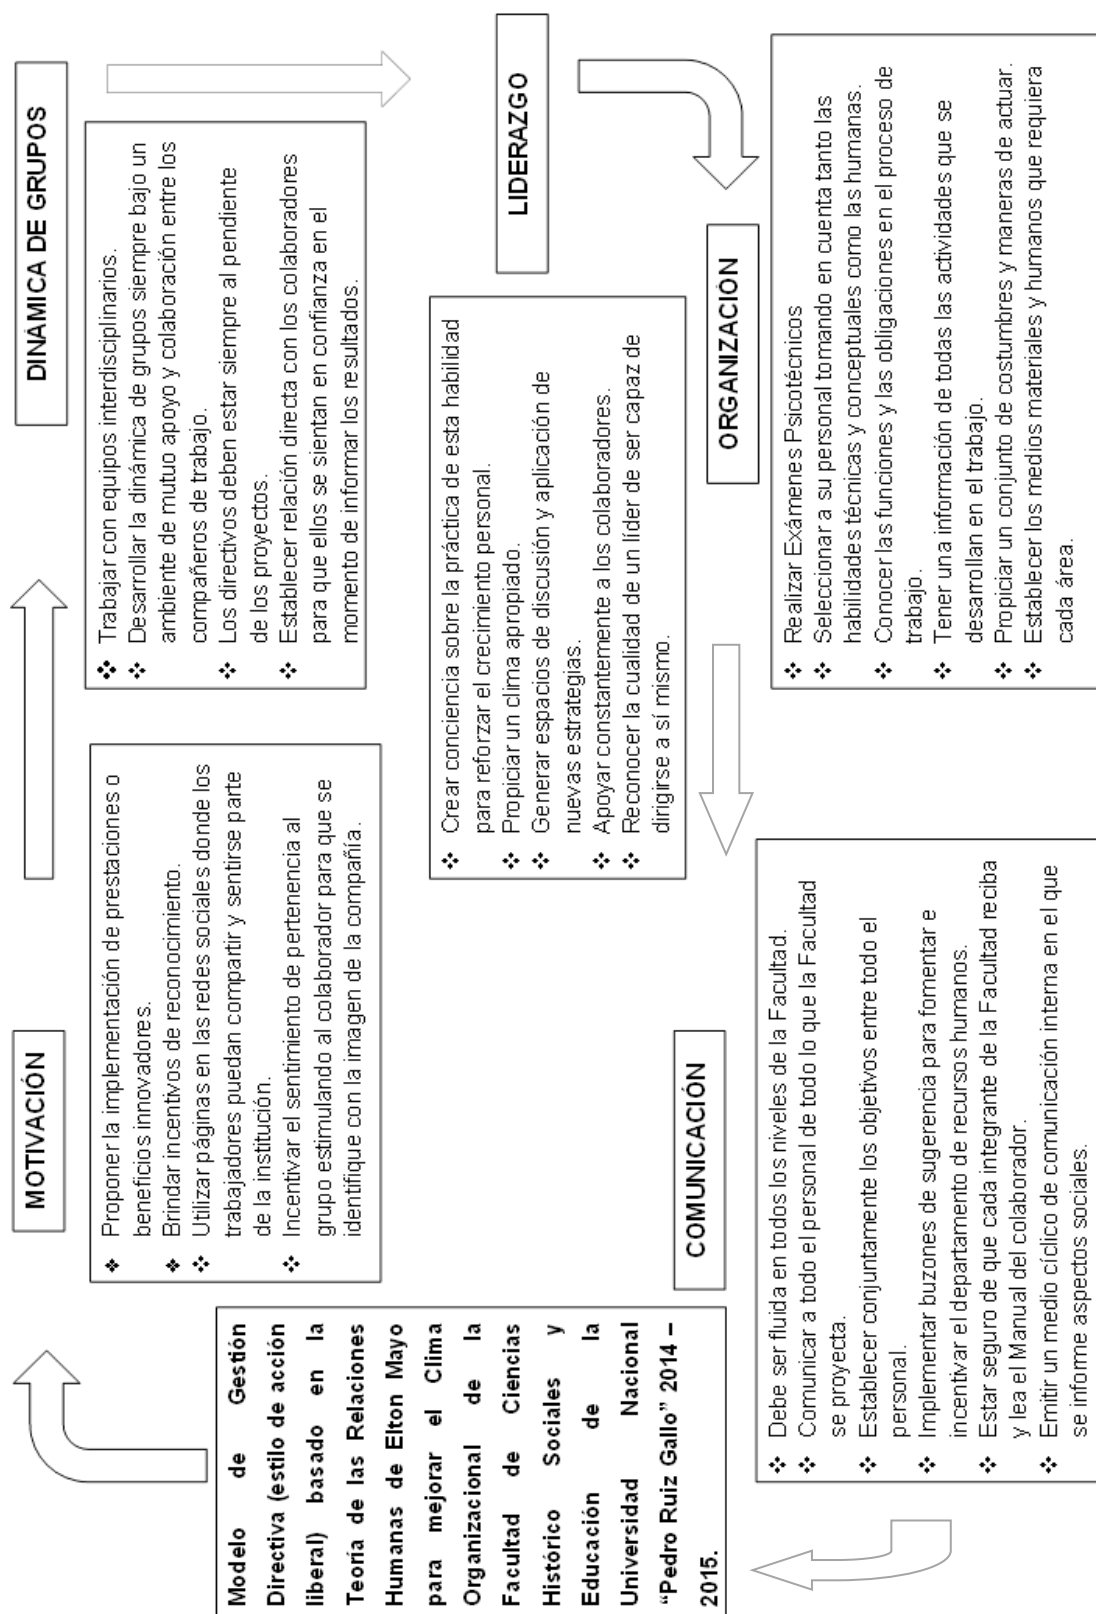 Modelo de Gestión
Directiva (estilo de acción
liberal) basado en la
Teoría de las Relaciones
Humanas de Elton Mayo
para mejorar el Clima
Organizacional de la
Facultad de Ciencias
Histórico Sociales y
Educación de la
Universidad Nacional
“Pedro Ruiz Gallo” 2014 –
2015.
MOTIVACIÓN
❖ Proponer la implementación de prestaciones o
beneficios innovadores.
❖ Brindar incentivos de reconocimiento.
❖ Utilizar páginas en las redes sociales donde los
trabajadores puedan compartir y sentirse parte
de la institución.
❖ Incentivar el sentimiento de pertenencia al
grupo estimulando al colaborador para que se
identifique con la imagen de la compañía.
DINÁMICA DE GRUPOS
❖ Trabajar con equipos interdisciplinarios.
❖ Desarrollar la dinámica de grupos siempre bajo un
ambiente de mutuo apoyo y colaboración entre los
compañeros de trabajo.
❖ Los directivos deben estar siempre al pendiente
de los proyectos.
❖ Establecer relación directa con los colaboradores
para que ellos se sientan en confianza en el
momento de informar los resultados.
LIDERAZGO
❖ Crear conciencia sobre la práctica de esta habilidad
para reforzar el crecimiento personal.
❖ Propiciar un clima apropiado.
❖ Generar espacios de discusión y aplicación de
nuevas estrategias.
❖ Apoyar constantemente a los colaboradores.
❖ Reconocer la cualidad de un líder de ser capaz de
dirigirse a sí mismo.
ORGANIZACIÓN
❖ Realizar Exámenes Psicotécnicos
❖ Seleccionar a su personal tomando en cuenta tanto las
habilidades técnicas y conceptuales como las humanas.
❖ Conocer las funciones y las obligaciones en el proceso de
trabajo.
❖ Tener una información de todas las actividades que se
desarrollan en el trabajo.
❖ Propiciar un conjunto de costumbres y maneras de actuar.
❖ Establecer los medios materiales y humanos que requiera
cada área.
COMUNICACIÓN
❖ Debe ser fluida en todos los niveles de la Facultad.
❖ Comunicar a todo el personal de todo lo que la Facultad
se proyecta.
❖ Establecer conjuntamente los objetivos entre todo el
personal.
❖ Implementar buzones de sugerencia para fomentar e
incentivar el departamento de recursos humanos.
❖ Estar seguro de que cada integrante de la Facultad reciba
y lea el Manual del colaborador.
❖ Emitir un medio cíclico de comunicación interna en el que
se informe aspectos sociales.